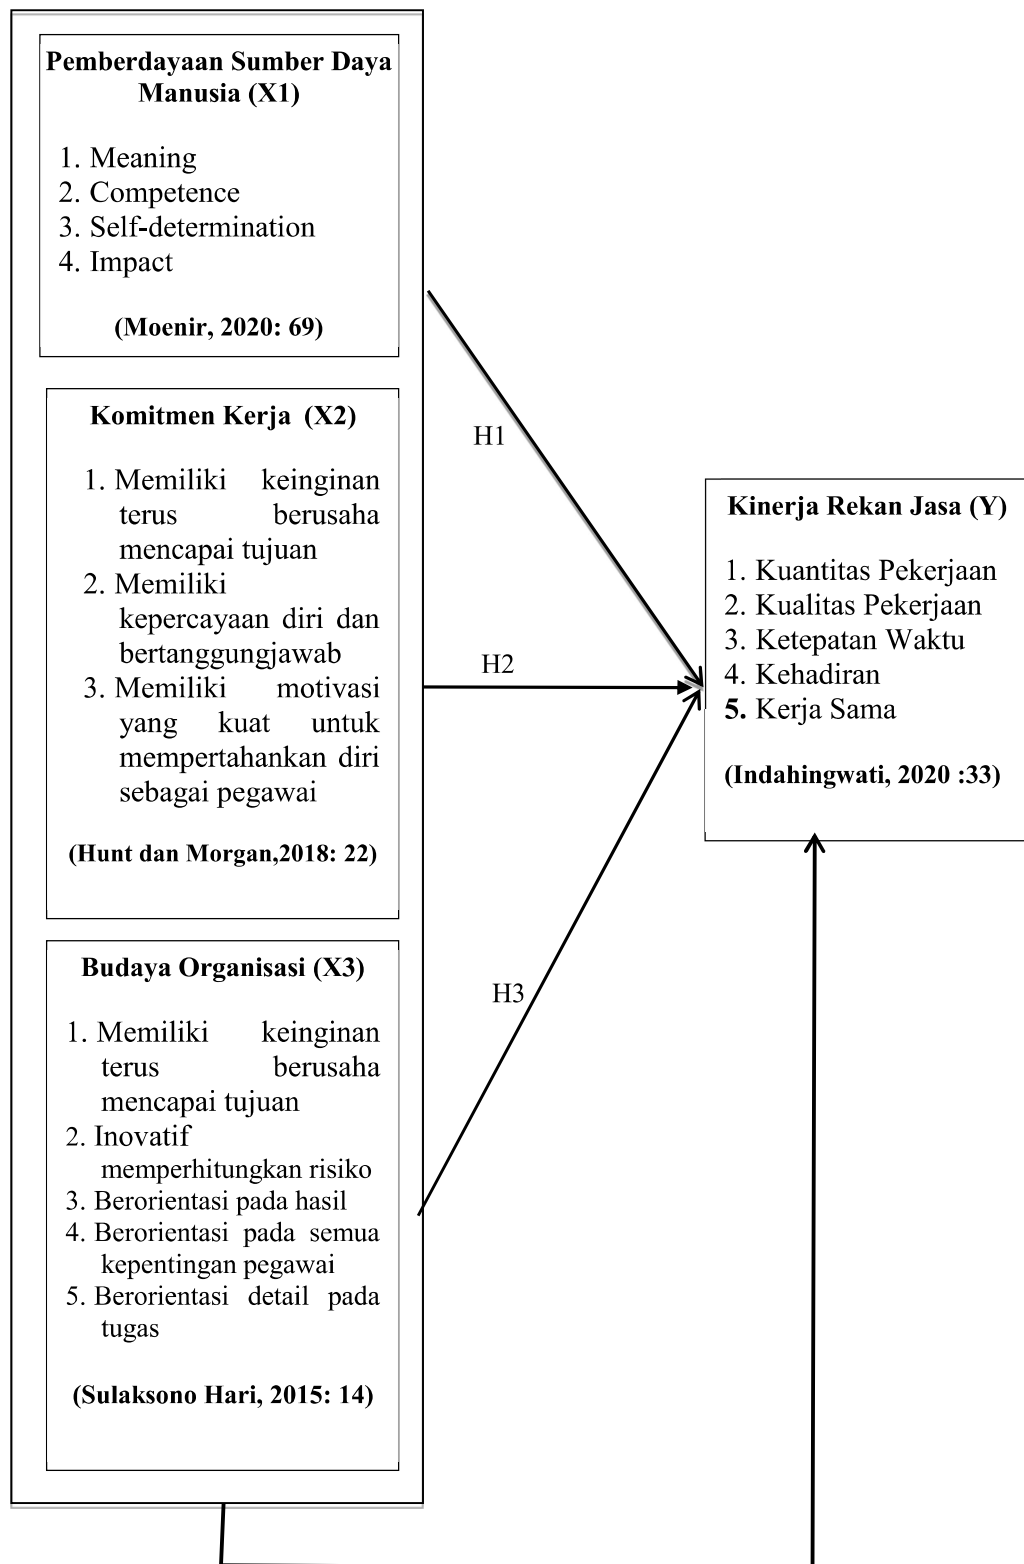 Pemberdayaan Sumber Daya
Manusia (X1)
1. Meaning
2. Competence
3. Self-determination
4. Impact
(Moenir, 2020: 69)
Komitmen Kerja (X2)
1. Memiliki keinginan
terus berusaha
mencapai tujuan
2. Memiliki
kepercayaan diri dan
bertanggungjawab
3. Memiliki motivasi
yang kuat untuk
mempertahankan diri
sebagai pegawai
(Hunt dan Morgan,2018: 22)
Budaya Organisasi (X3)
1. Memiliki keinginan
terus berusaha
mencapai tujuan
2. Inovatif
memperhitungkan risiko
3. Berorientasi pada hasil
4. Berorientasi pada semua
kepentingan pegawai
5. Berorientasi detail pada
tugas
(Sulaksono Hari, 2015: 14)
H1
H2
H3
Kinerja Rekan Jasa (Y)
1. Kuantitas Pekerjaan
2. Kualitas Pekerjaan
3. Ketepatan Waktu
4. Kehadiran
5. Kerja Sama
(Indahingwati, 2020 :33)